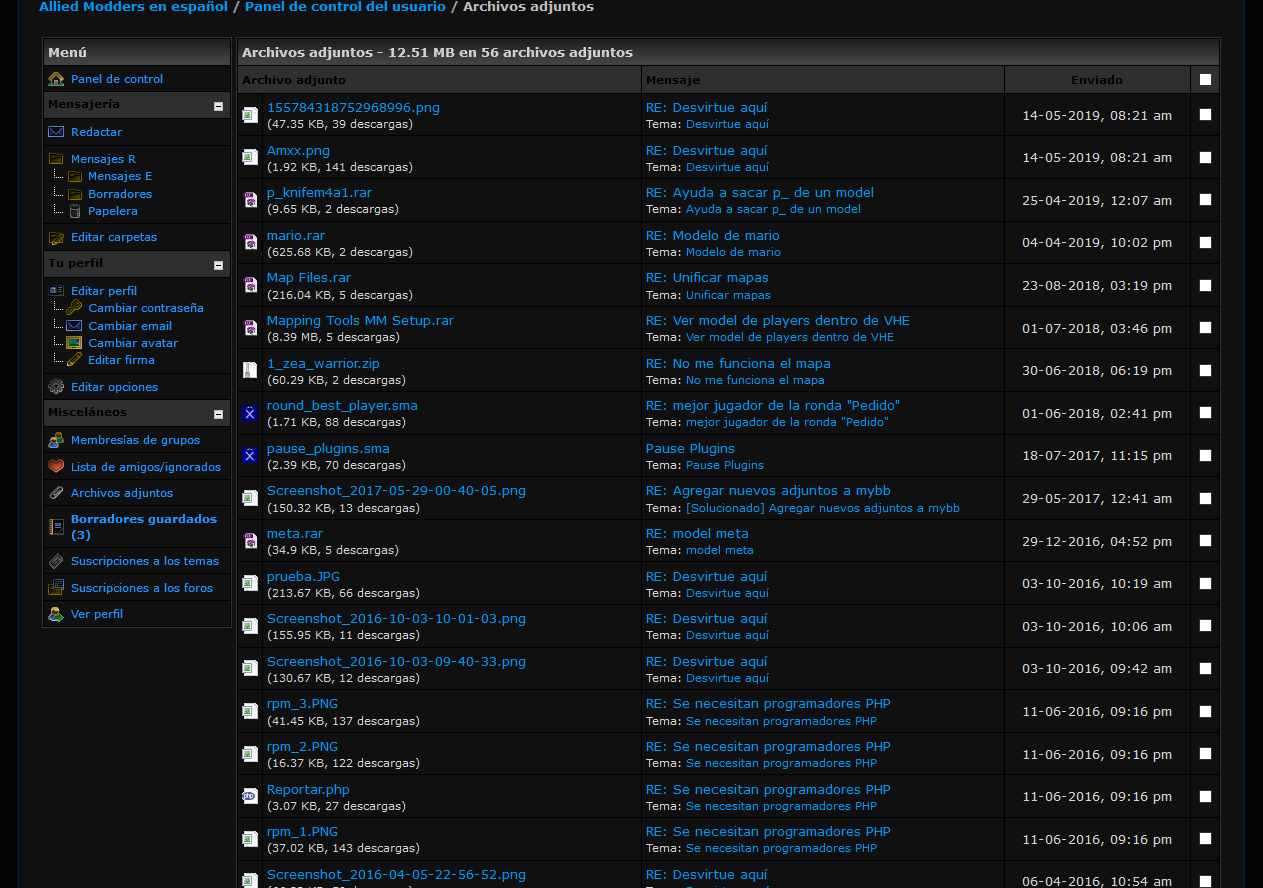 Allied Modders en español / Panel de control del usuario / Archivos adjuntos
Menú
Panel de control
Mensajería
Redactar
Mensajes R
Mensajes E
Borradores
Papelera
Editar carpetas
Tu perfil
Editar perfil
Cambiar contraseña
Cambiar email
Cambiar avatar
Editar firma
Editar opciones
Misceláneos
Membresías de grupos
Lista de amigos/ignorados
Archivos adjuntos
Borradores guardados
(3)
Suscripciones a los temas
Suscripciones a los foros
Ver perfil
Archivos adjuntos - 12.51 MB en 56 archivos adjuntos
Archivo adjunto Mensaje Enviado
155784318752968996.png RE: Desvirtue aquí
(47.35 KB, 39 descargas) Tema: Desvirtue aquí 14-05-2019, 08:21 am
Amxx.png RE: Desvirtue aquí
(1.92 KB, 141 descargas) Tema: Desvirtue aquí 14-05-2019, 08:21 am
p_knifem4a1.rar RE: Ayuda a sacar p_ de un model
(9.65 KB, 2 descargas) Tema: Ayuda a sacar p_ de un model 25-04-2019, 12:07 am
mario.rar RE: Modelo de mario
(625.68 KB, 2 descargas) Tema: Modelo de mario 04-04-2019, 10:02 pm
Map Files.rar RE: Unificar mapas
(216.04 KB, 5 descargas) Tema: Unificar mapas 23-08-2018, 03:19 pm
Mapping Tools MM Setup.rar RE: Ver model de players dentro de VHE
(8.39 MB, 5 descargas) Tema: Ver model de players dentro de VHE 01-07-2018, 03:46 pm
1_zea_warrior.zip RE: No me funciona el mapa
(60.29 KB, 2 descargas) Tema: No me funciona el mapa 30-06-2018, 06:19 pm
round_best_player.sma RE: mejor jugador de la ronda "Pedido"
(1.71 KB, 88 descargas) Tema: mejor jugador de la ronda "Pedido" 01-06-2018, 02:41 pm
pause_plugins.sma Pause Plugins
(2.39 KB, 70 descargas) Tema: Pause Plugins 18-07-2017, 11:15 pm
Screenshot_2017-05-29-00-40-05.png RE: Agregar nuevos adjuntos a mybb
(150.32 KB, 13 descargas) Tema: [Solucionado] Agregar nuevos adjuntos a mybb 29-05-2017, 12:41 am
meta.rar RE: model meta
(34.9 KB, 5 descargas) Tema: model meta 29-12-2016, 04:52 pm
prueba.JPG RE: Desvirtue aquí
(213.67 KB, 66 descargas) Tema: Desvirtue aquí 03-10-2016, 10:19 am
Screenshot_2016-10-03-10-01-03.png RE: Desvirtue aquí
(155.95 KB, 11 descargas) Tema: Desvirtue aquí 03-10-2016, 10:06 am
Screenshot_2016-10-03-09-40-33.png RE: Desvirtue aquí
(130.67 KB, 12 descargas) Tema: Desvirtue aquí 03-10-2016, 09:42 am
rpm_3.PNG RE: Se necesitan programadores PHP
(41.45 KB, 137 descargas) Tema: Se necesitan programadores PHP 11-06-2016, 09:16 pm
rpm_2.PNG RE: Se necesitan programadores PHP
(16.37 KB, 122 descargas) Tema: Se necesitan programadores PHP 11-06-2016, 09:16 pm
Reportar.php RE: Se necesitan programadores PHP
(3.07 KB, 27 descargas) Tema: Se necesitan programadores PHP 11-06-2016, 09:16 pm
rpm_1.PNG RE: Se necesitan programadores PHP
(37.02 KB, 143 descargas) Tema: Se necesitan programadores PHP 11-06-2016, 09:16 pm
Screenshot_2016-04-05-22-56-52.png RE: Desvirtue aquí
06-04-2016, 10:54 am